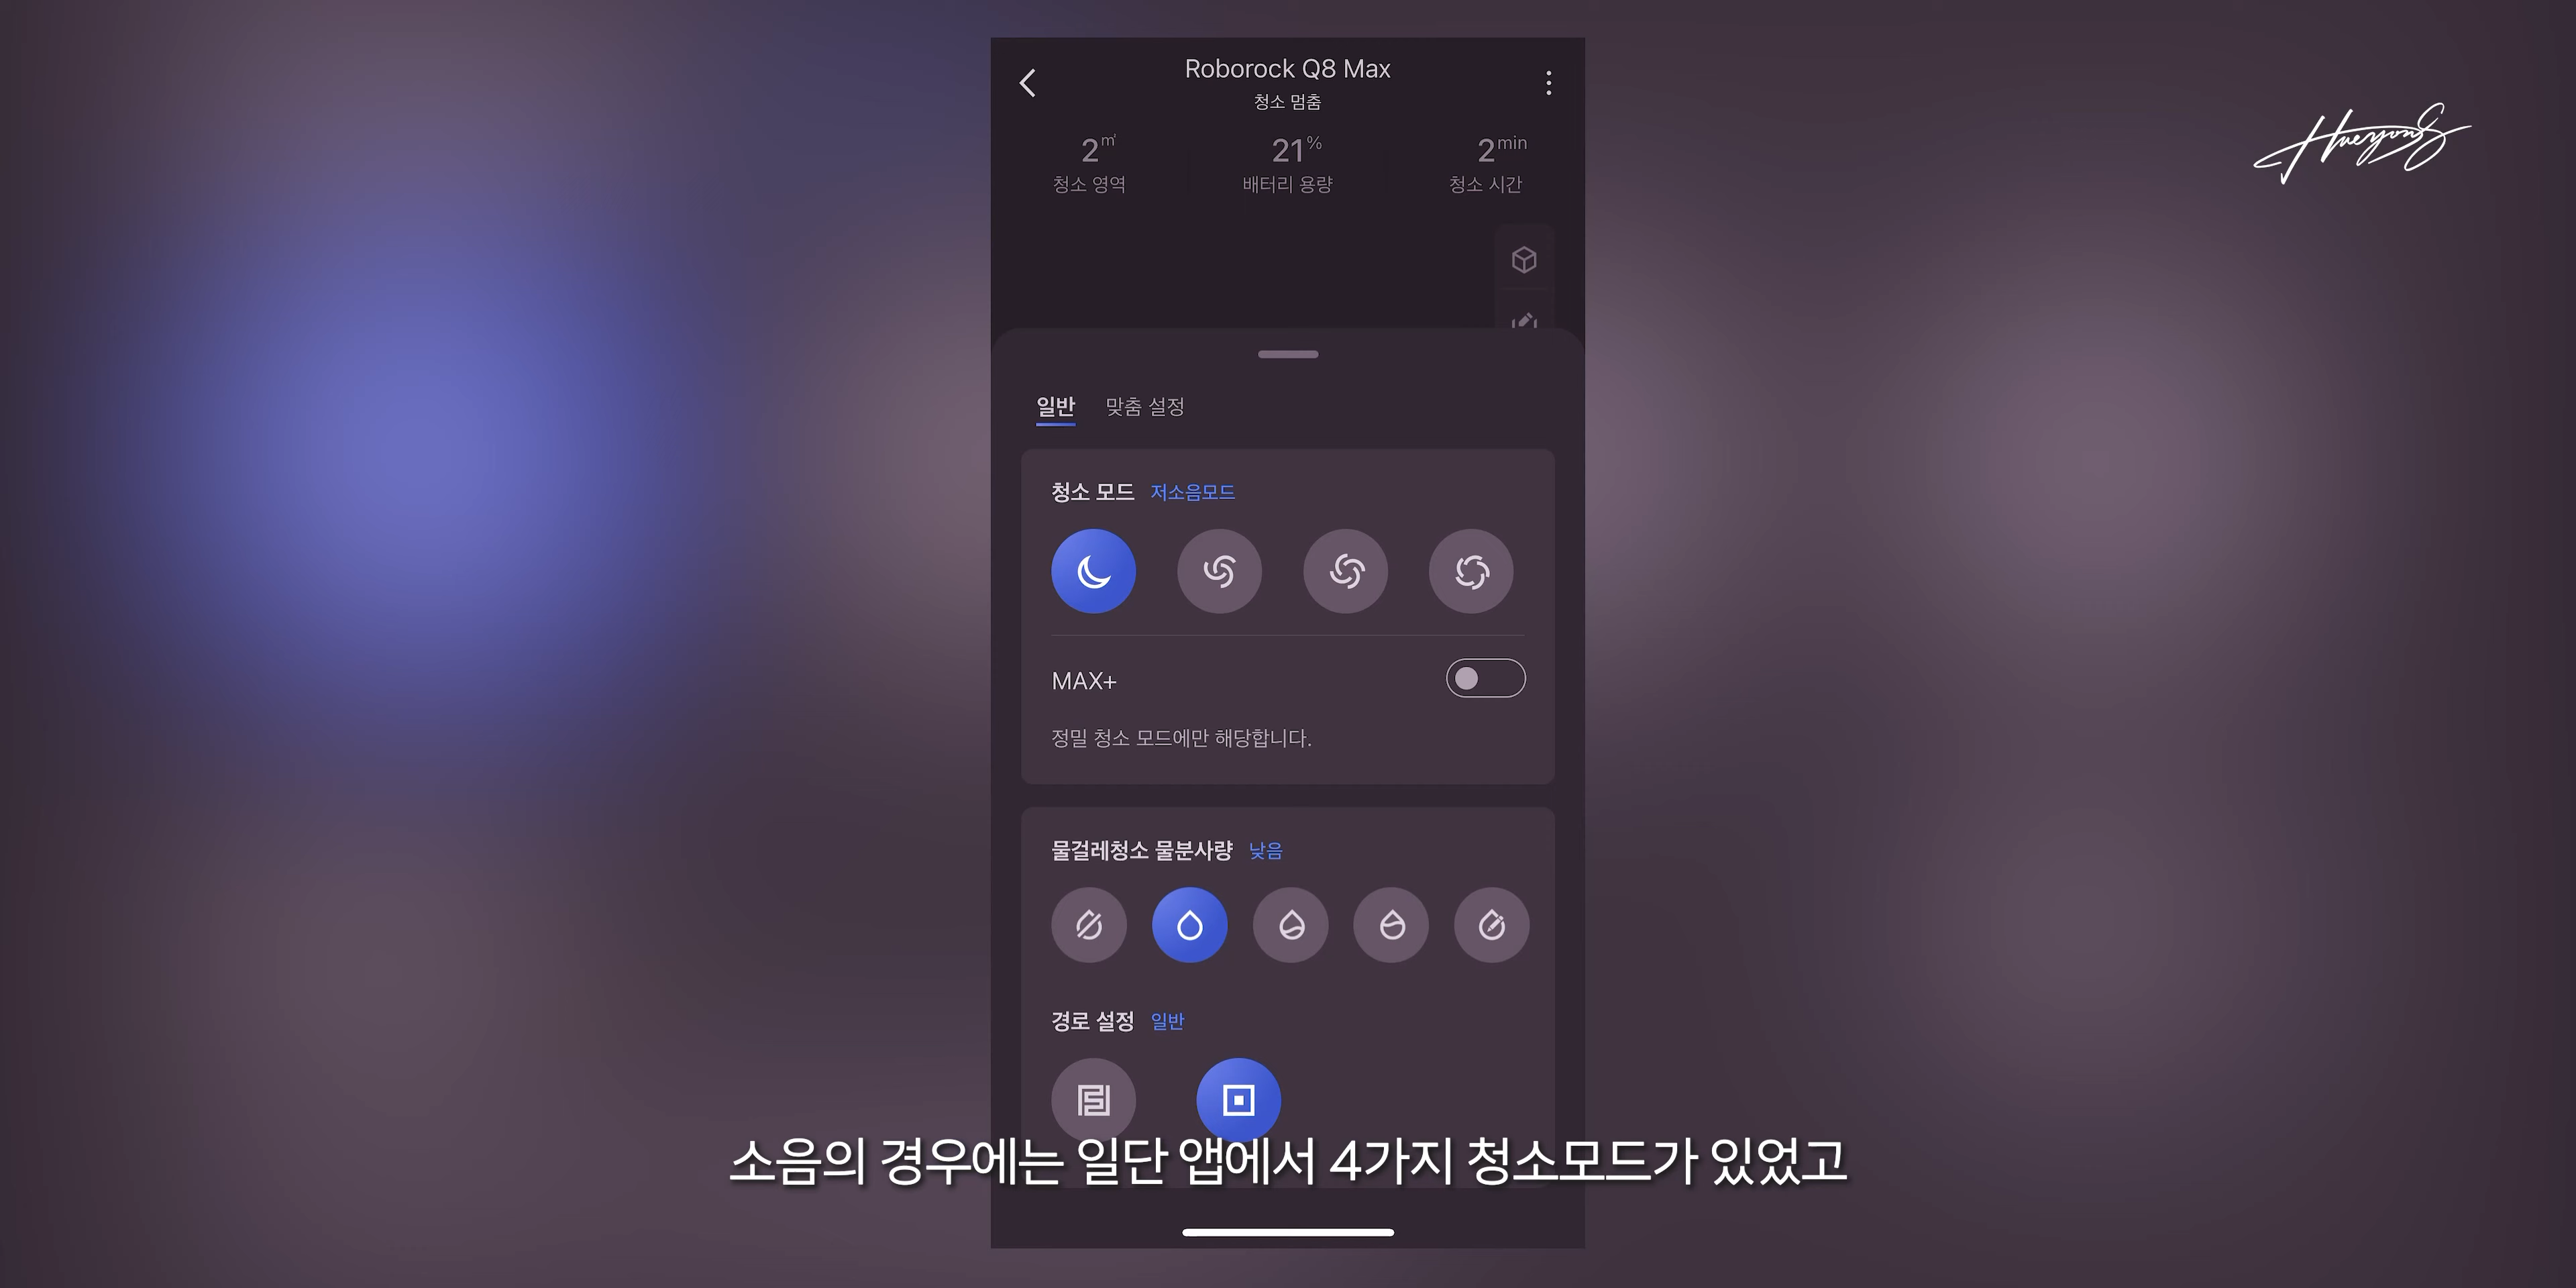 Roborock Q8 Max
청소 멈춤
2㎡ 21% 2min
청소 영역 배터리 용량 청소 시간
Hueyong
일반 맞춤 설정
청소 모드 저소음모드
MAX+
정밀 청소 모드에만 해당합니다.
물걸레청소 물분사량 낮음
경로 설정 일반
소음의 경우에는 일단 앱에서 4가지 청소모드가 있었고